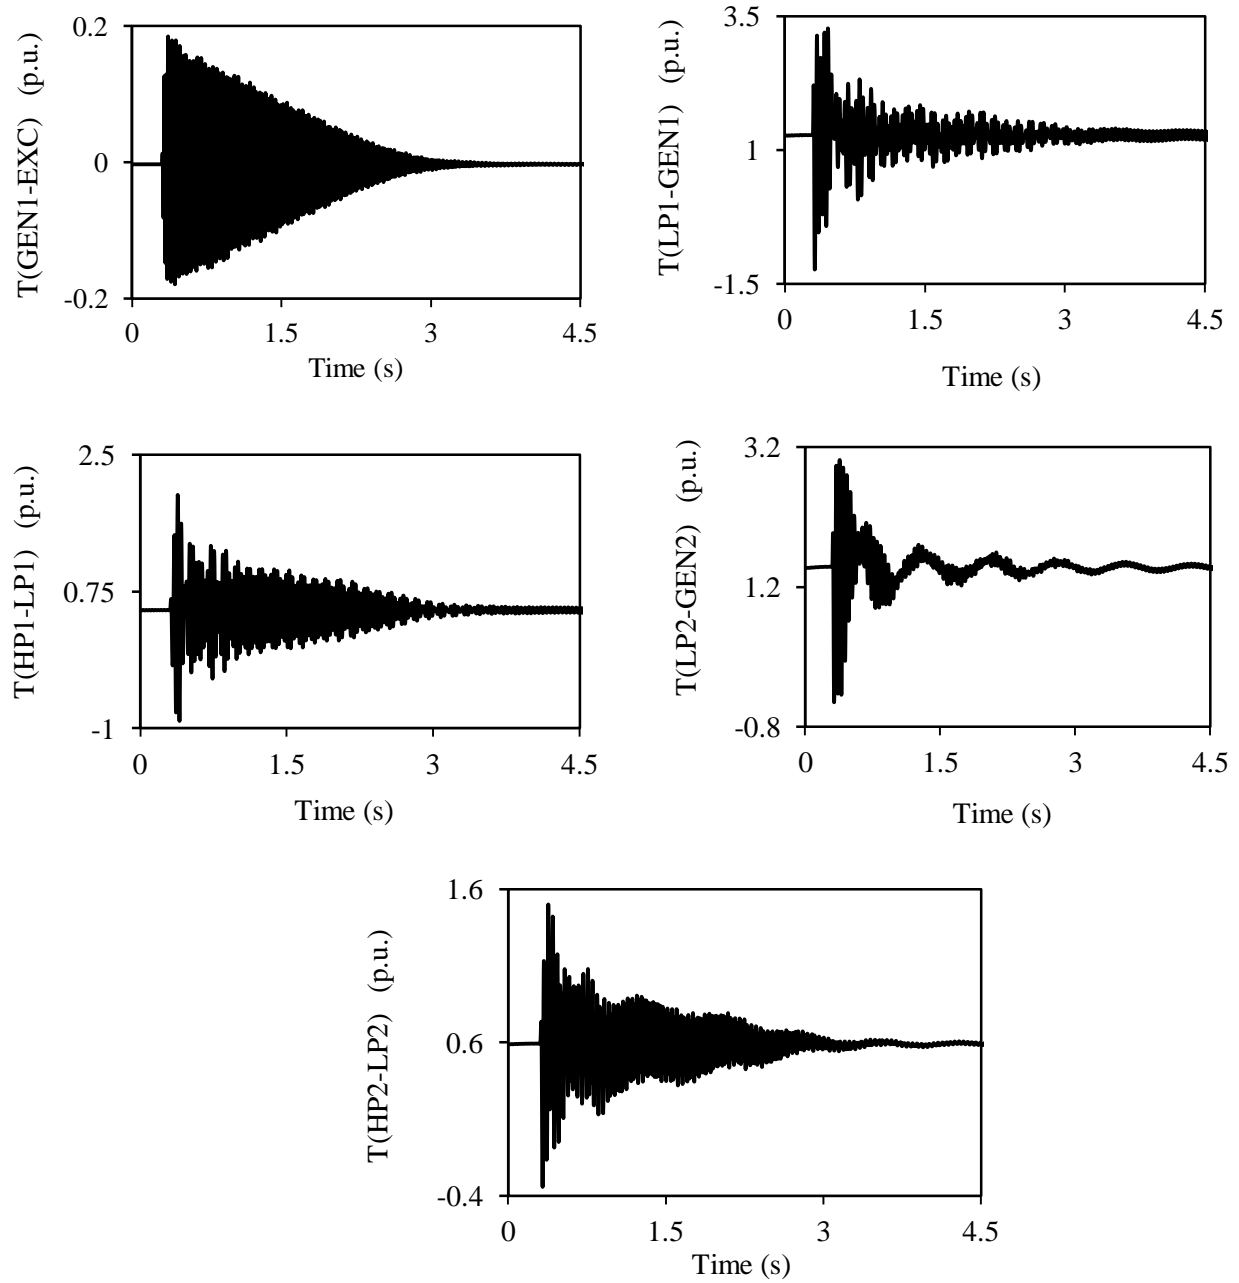 T(GEN1-EXC) (p.u.)
0.2
0.1
0
-0.2
0 1.5 3 4.5
Time (s)
T(LP1-GEN1) (p.u.)
3.5
1
-1.5
0 1.5 3 4.5
Time (s)
T(HP1-LP1) (p.u.)
2.5
0.75
-1
0 1.5 3 4.5
Time (s)
T(LP2-GEN2) (p.u.)
3.2
1.2
-0.8
0 1.5 3 4.5
Time (s)
T(HP2-LP2) (p.u.)
1.6
0.6
-0.4
0 1.5 3 4.5
Time (s)